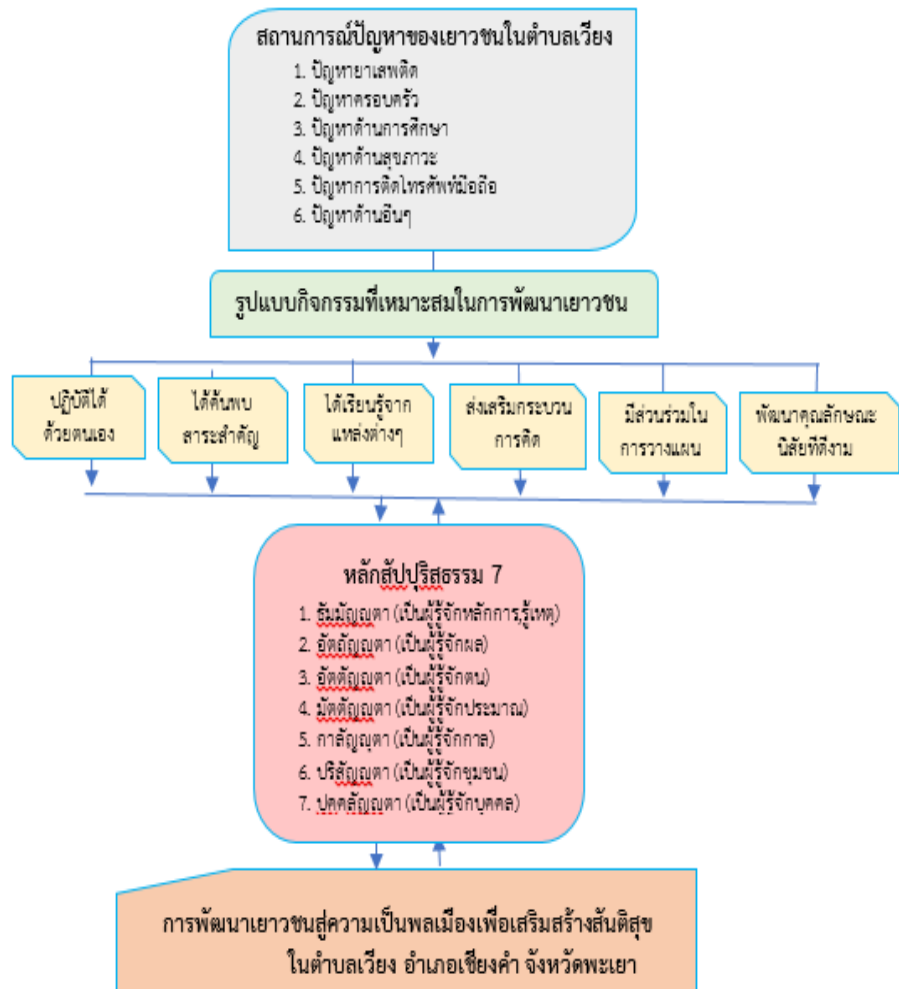 สถานการณ์ปัญหาของเยาวชนในตำบลเวียง
1. ปัญหายาเสพติด
2. ปัญหาครอบครัว
3. ปัญหาด้านการศึกษา
4. ปัญหาด้านสุขภาวะ
5. ปัญหาการติดโทรศัพท์มือถือ
6. ปัญหาด้านอื่นๆ
รูปแบบกิจกรรมที่เหมาะสมในการพัฒนาเยาวชน
ปฏิบัติได้
ด้วยตนเอง
ได้ค้นพบ
สาระสำคัญ
ได้เรียนรู้จาก
แหล่งต่างๆ
ส่งเสริมกระบวน
การคิด
มีส่วนร่วมใน
การวางแผน
พัฒนาคุณลักษณะ
นิสัยที่ดีงาม
หลักสัปปุริสธรรม 7
1. ธัมมัญญุตา (เป็นผู้รู้จักหลักการ,รู้เหตุ)
2. อัตถัญญุตา (เป็นผู้รู้จักผล)
3. อัตตัญญุตา (เป็นผู้รู้จักตน)
4. มัตตัญญุตา (เป็นผู้รู้จักประมาณ)
5. กาลัญญุตา (เป็นผู้รู้จักกาล)
6. ปริสัญญุตา (เป็นผู้รู้จักชุมชน)
7. ปุคคลัญญุตา (เป็นผู้รู้จักบุคคล)
การพัฒนาเยาวชนสู่ความเป็นพลเมืองเพื่อเสริมสร้างสันติสุข
ในตำบลเวียง อำเภอเชียงคำ จังหวัดพะเยา